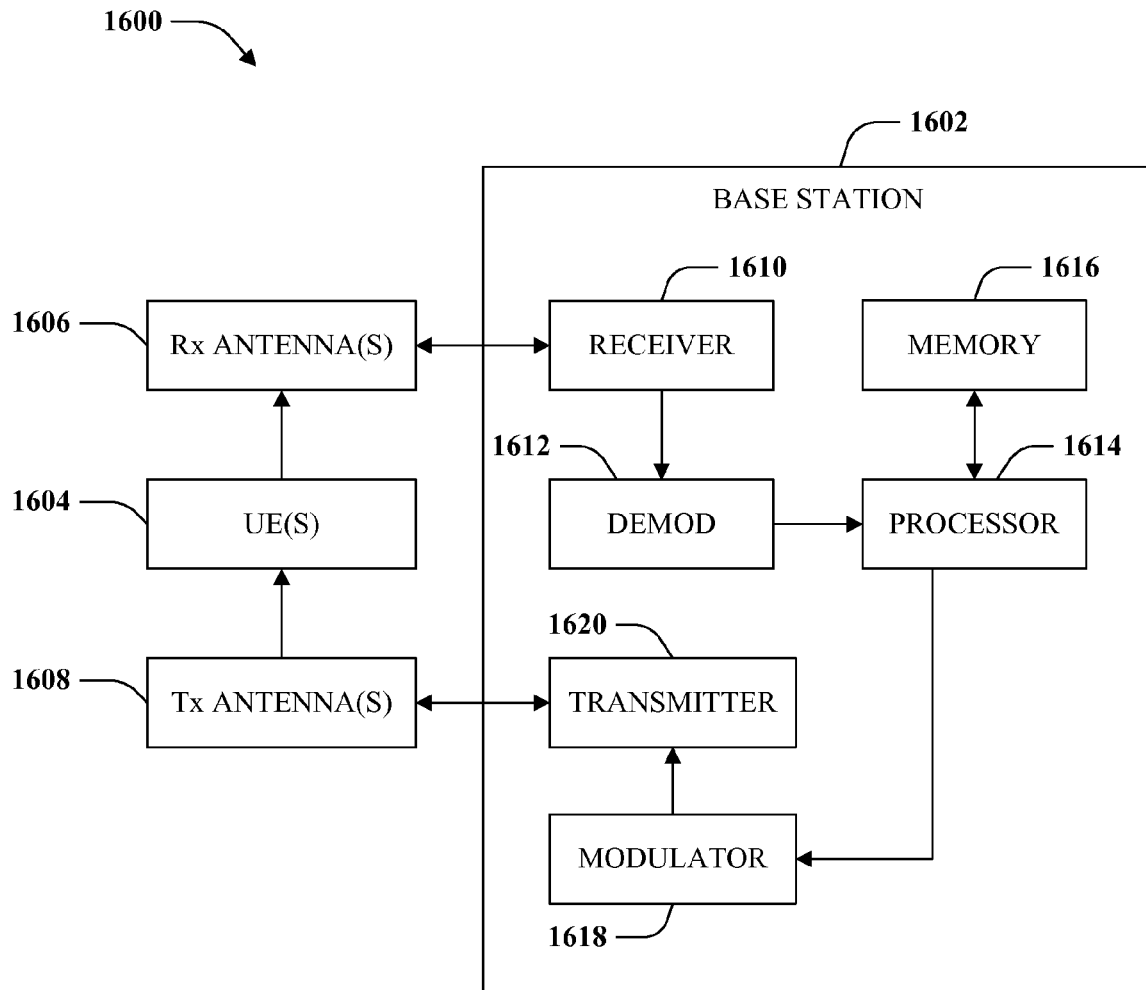 1600
1602
BASE STATION
1610
1616
1606
Rx ANTENNA(S)
RECEIVER
MEMORY
1612
1614
1604
UE(S)
DEMOD
PROCESSOR
1620
1608
Tx ANTENNA(S)
TRANSMITTER
MODULATOR
1618